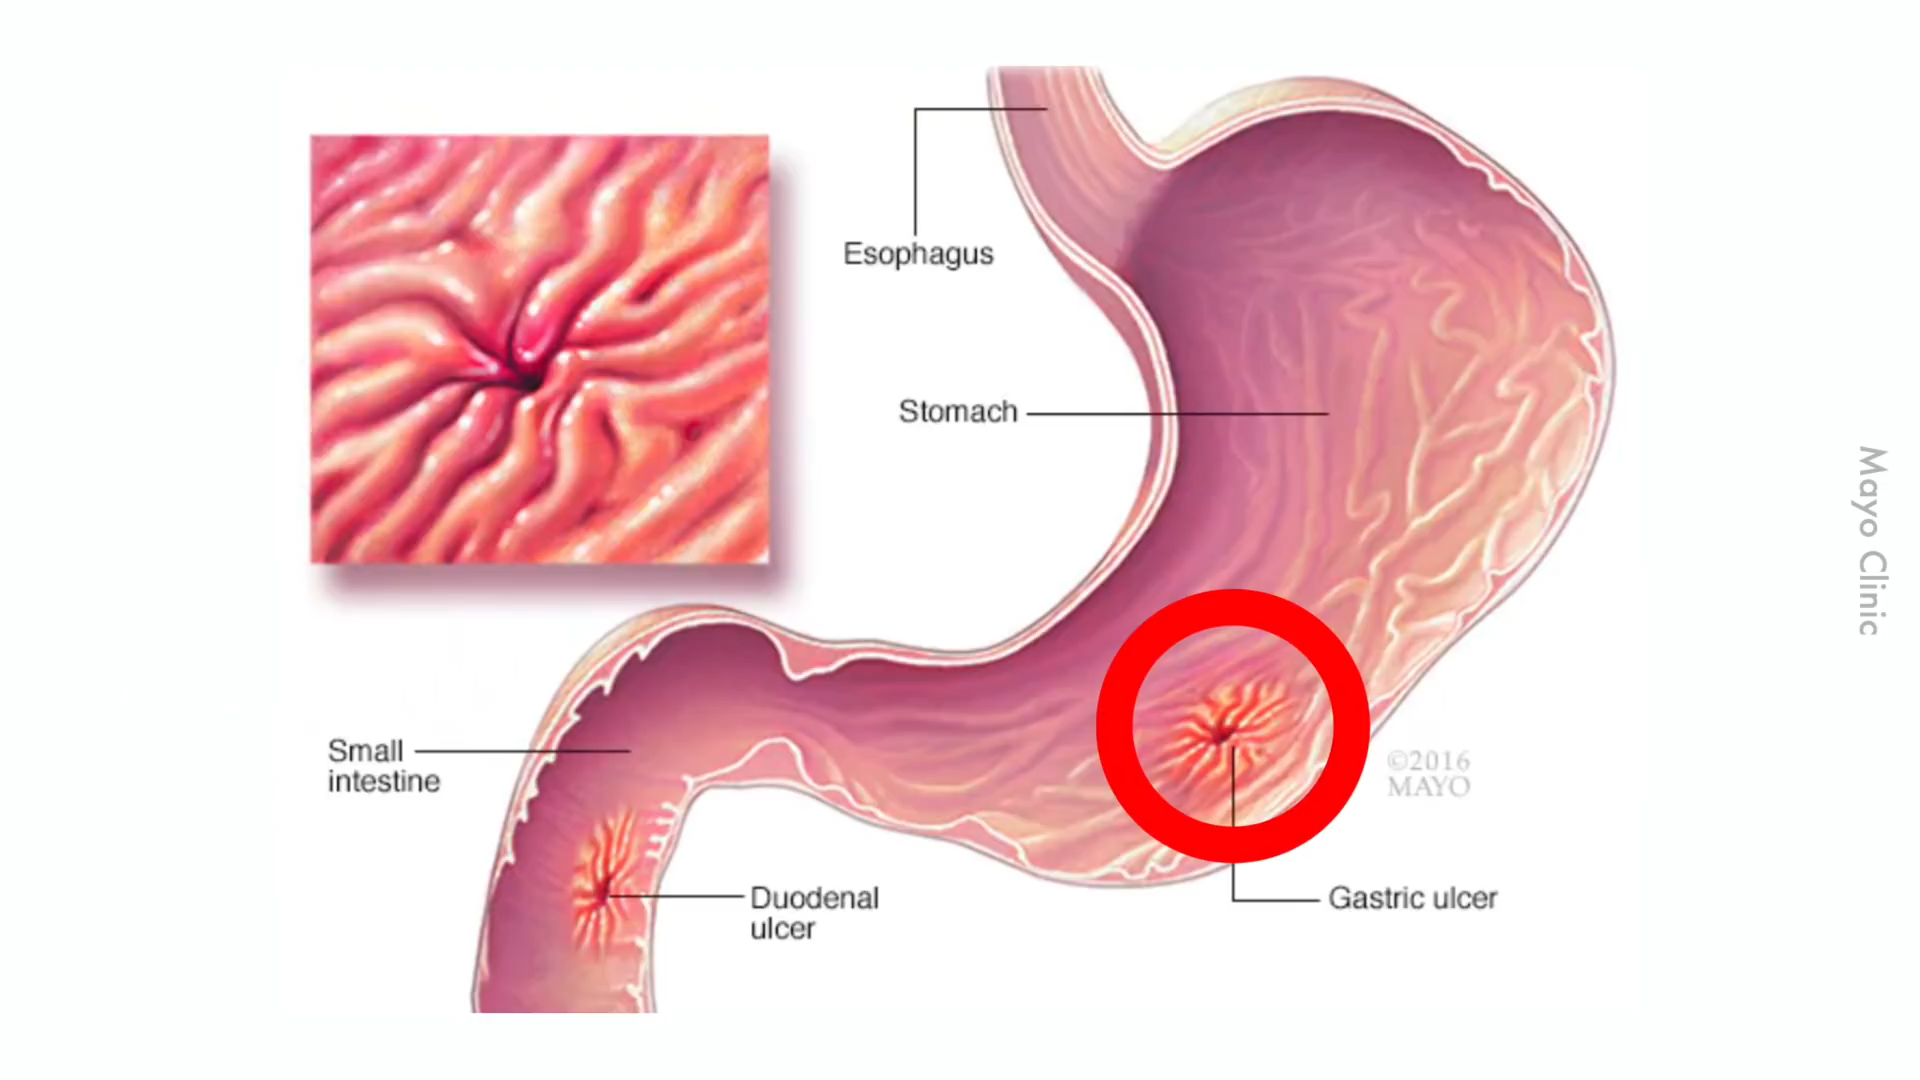 Esophagus
Stomach
Mayo Clinic
Small
intestine
©2016
MAYO
Duodenal
ulcer
Gastric ulcer